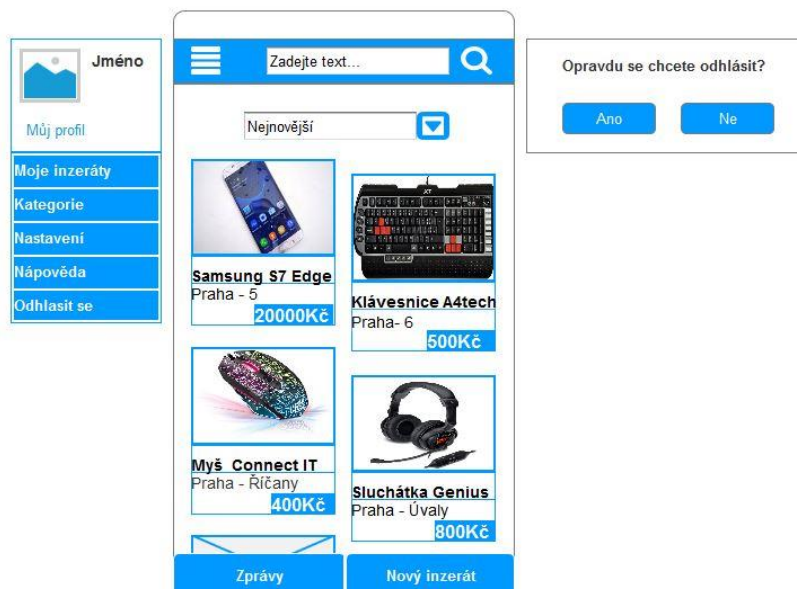 Jméno
Můj profil
Moje inzeráty
Kategorie
Nastavení
Nápověda
Odhlasit se
Zadejte text...
Nejnovější
Samsung S7 Edge
Praha - 5
20000Kč
Klávesnice A4tech
Praha- 6
500Kč
Myš Connect IT
Praha - Říčany
400Kč
Sluchátka Genius
Praha - Úvaly
800Kč
Zprávy
Nový inzerát
Opravdu se chcete odhlásit?
Ano
Ne